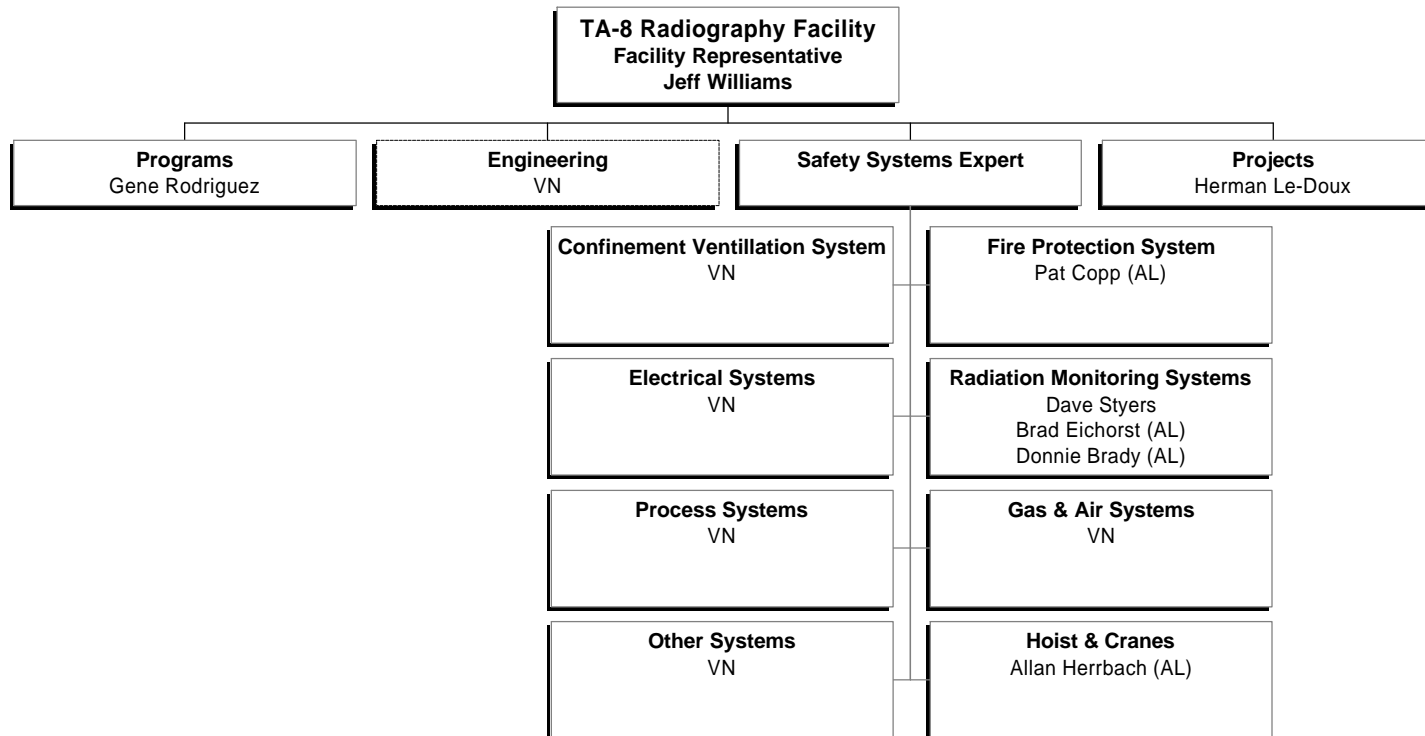 TA-8 Radiography Facility
Facility Representative
Jeff Williams
Programs
Gene Rodriguez
Engineering
VN
Safety Systems Expert
Projects
Herman Le-Doux
Confinement Ventillation System
VN
Fire Protection System
Pat Copp (AL)
Electrical Systems
VN
Radiation Monitoring Systems
Dave Styers
Brad Eichorst (AL)
Donnie Brady (AL)
Process Systems
VN
Gas & Air Systems
VN
Other Systems
VN
Hoist & Cranes
Allan Herrbach (AL)